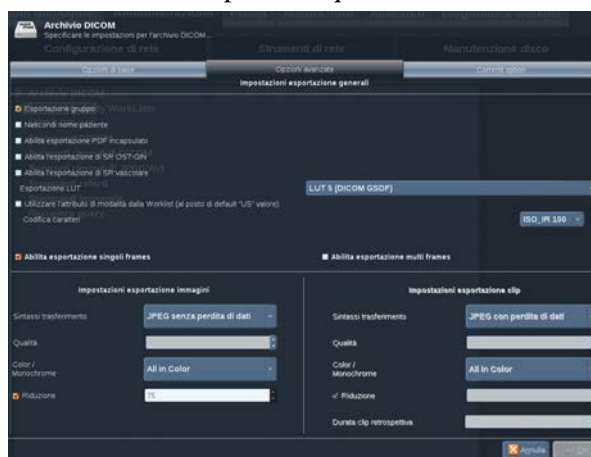 Archivio DICOM
Specificare le impostazioni per l'archivio DICOM...
Configurazione di rete Strumenti di rete Manutenzione disco
Opzioni di base Opzioni avanzate Commit option
Impostazioni esportazione generali
Esportazione gruppo
Nascondi nome paziente
Abilita esportazione PDF incapsulato
Abilita l'esportazione di SR OST-GIN
Abilita l'esportazione di SR vascolare
Esportazione LUT LUT 5 (DICOM GSDF)
Utilizzare l'attributo di modalità dalla Worklist (al posto di default "US" valore)
Codifica caratteri ISO_IR 100
Abilita esportazione singoli frames Abilita esportazione multi frames
Impostazioni esportazione immagini Impostazioni esportazione clip
Sintassi trasferimento JPEG senza perdita di dati Sintassi trasferimento JPEG con perdita di dati
Qualità Qualità
Color / Monochrome All in Color Color / Monochrome All in Color
Riduzione 75 Riduzione
Durata clip retrospettiva
Annulla